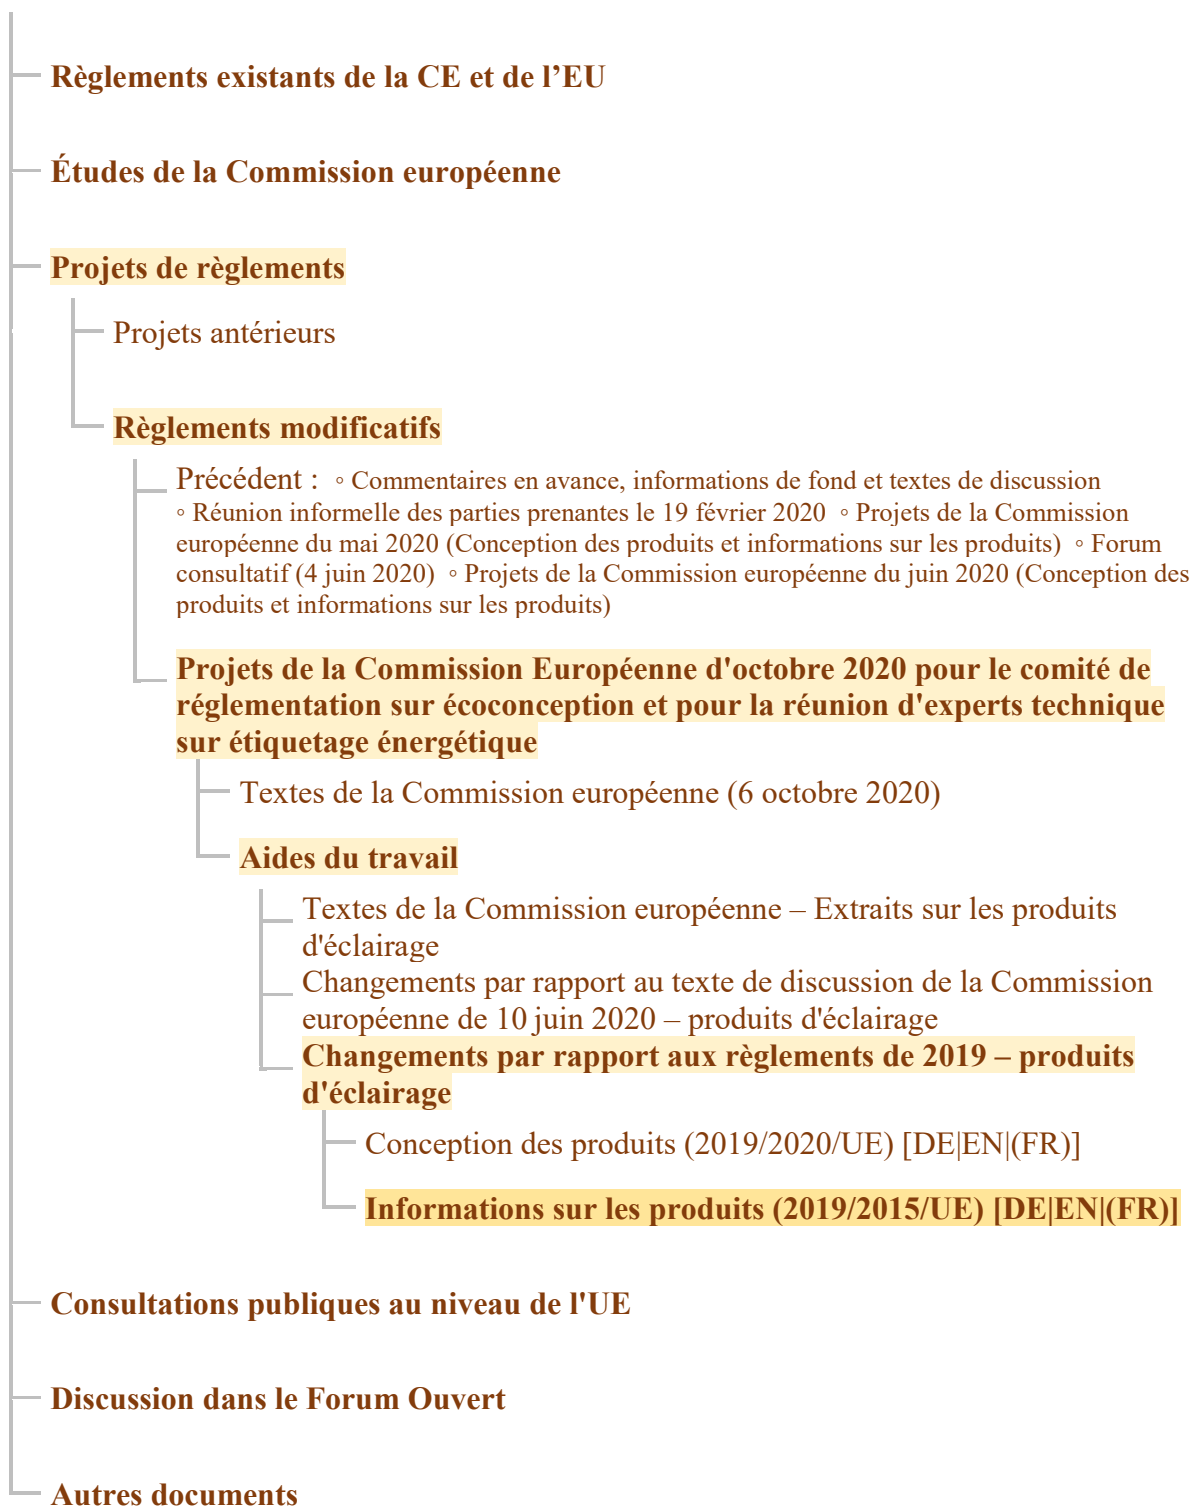 Règlements existants de la CE et de l’EU
Études de la Commission européenne
Projets de règlements
Projets antérieurs
Règlements modificatifs
Précédent : ◦ Commentaires en avance, informations de fond et textes de discussion
◦ Réunion informelle des parties prenantes le 19 février 2020 ◦ Projets de la Commission
européenne du mai 2020 (Conception des produits et informations sur les produits) ◦ Forum
consultatif (4 juin 2020) ◦ Projets de la Commission européenne du juin 2020 (Conception des
produits et informations sur les produits)
Projets de la Commission Européenne d'octobre 2020 pour le comité de
réglementation sur écoconception et pour la réunion d'experts technique
sur étiquetage énergétique
Textes de la Commission européenne (6 octobre 2020)
Aides du travail
Textes de la Commission européenne – Extraits sur les produits
d'éclairage
Changements par rapport au texte de discussion de la Commission
européenne de 10 juin 2020 – produits d'éclairage
Changements par rapport aux règlements de 2019 – produits
d'éclairage
Conception des produits (2019/2020/UE) [DE|EN|(FR)]
Informations sur les produits (2019/2015/UE) [DE|EN|(FR)]
Consultations publiques au niveau de l'UE
Discussion dans le Forum Ouvert
Autres documents